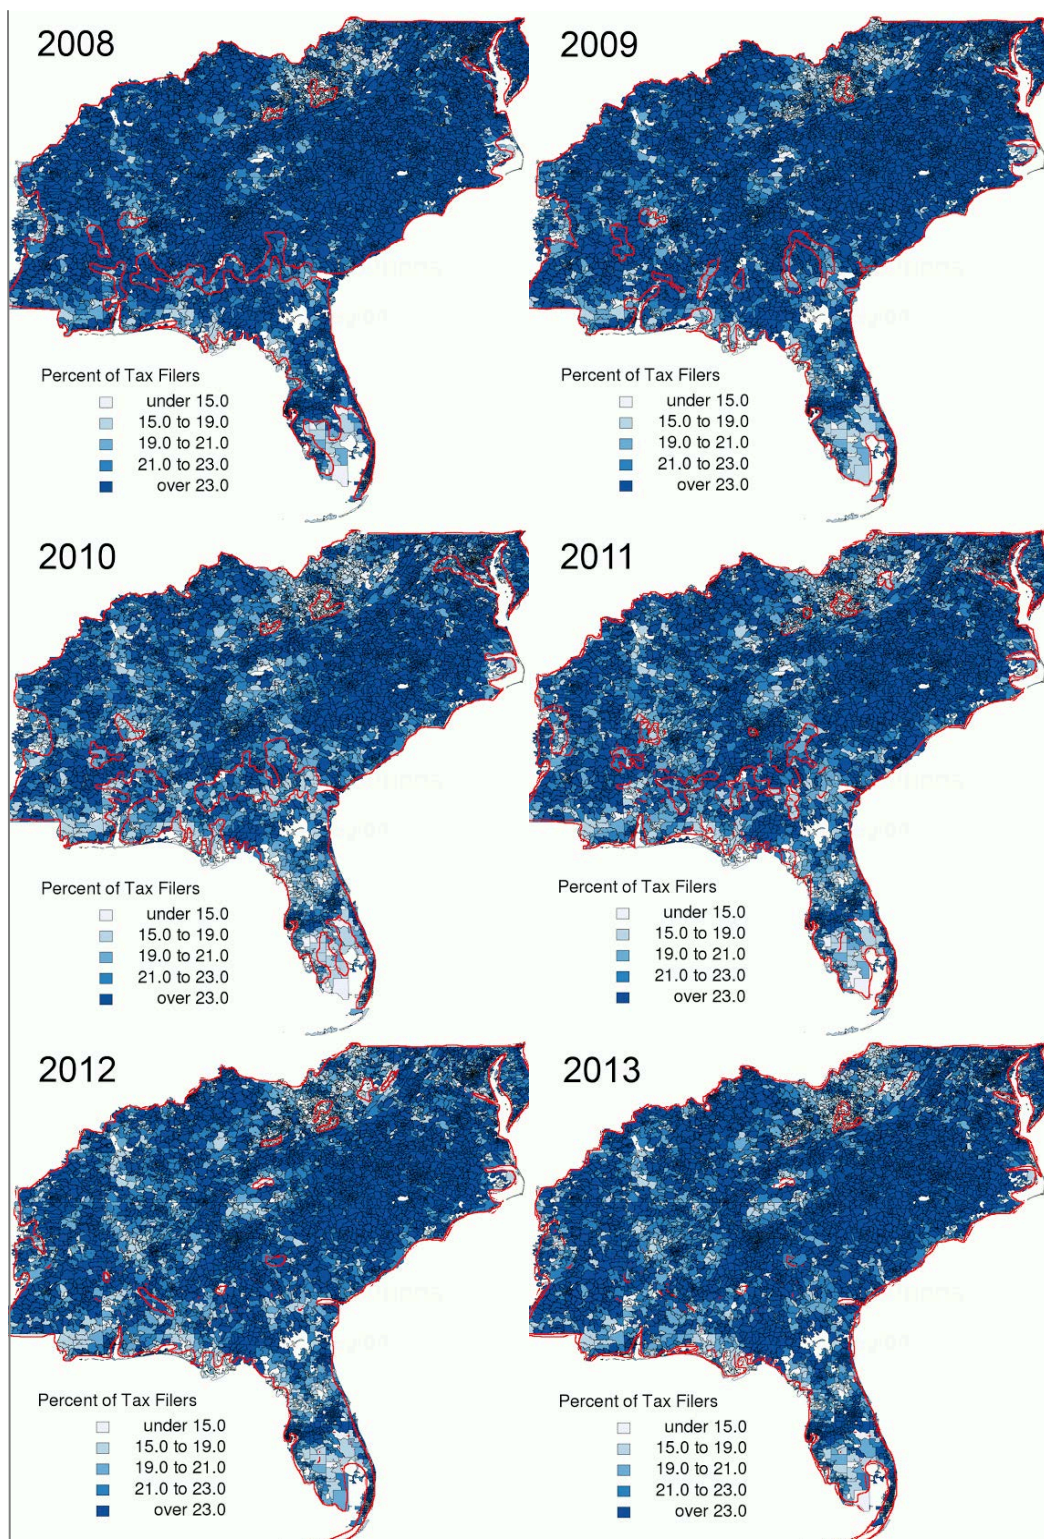 2008
2009
Percent of Tax Filers
under 15.0
15.0 to 19.0
19.0 to 21.0
21.0 to 23.0
over 23.0
Percent of Tax Filers
under 15.0
15.0 to 19.0
19.0 to 21.0
21.0 to 23.0
over 23.0
2010
2011
Percent of Tax Filers
under 15.0
15.0 to 19.0
19.0 to 21.0
21.0 to 23.0
over 23.0
Percent of Tax Filers
under 15.0
15.0 to 19.0
19.0 to 21.0
21.0 to 23.0
over 23.0
2012
2013
Percent of Tax Filers
under 15.0
15.0 to 19.0
19.0 to 21.0
21.0 to 23.0
over 23.0
Percent of Tax Filers
under 15.0
15.0 to 19.0
19.0 to 21.0
21.0 to 23.0
over 23.0